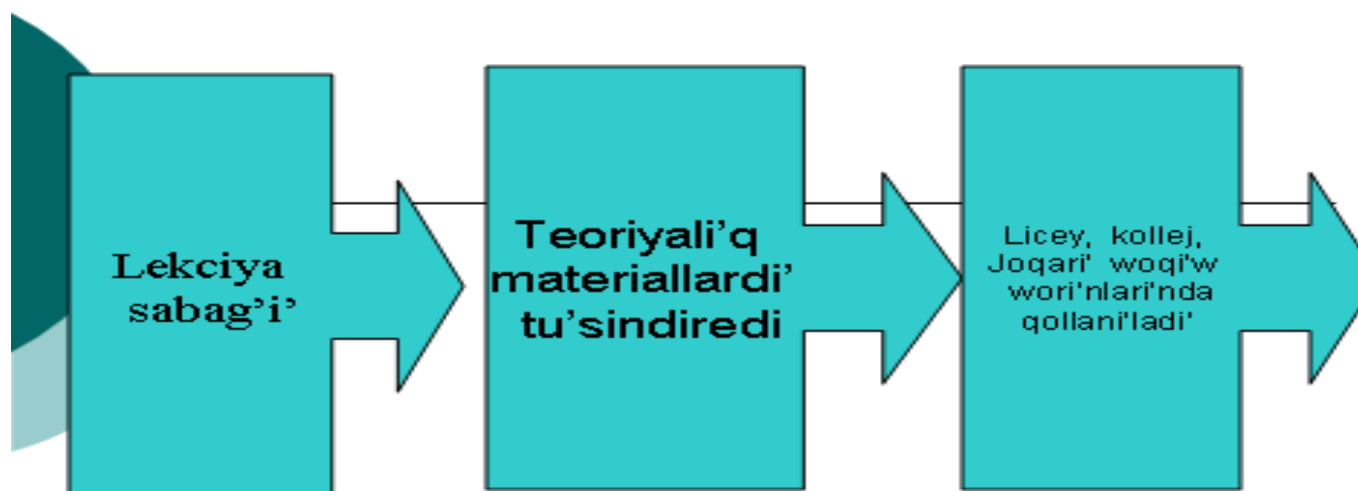 Lekciya
sabag’i’
Teoriyali’q
materiallardi’
tu’sindiredi
Licey, kollej,
Joqari' woqi'w
wori'nlari'nda
qollani'ladi'